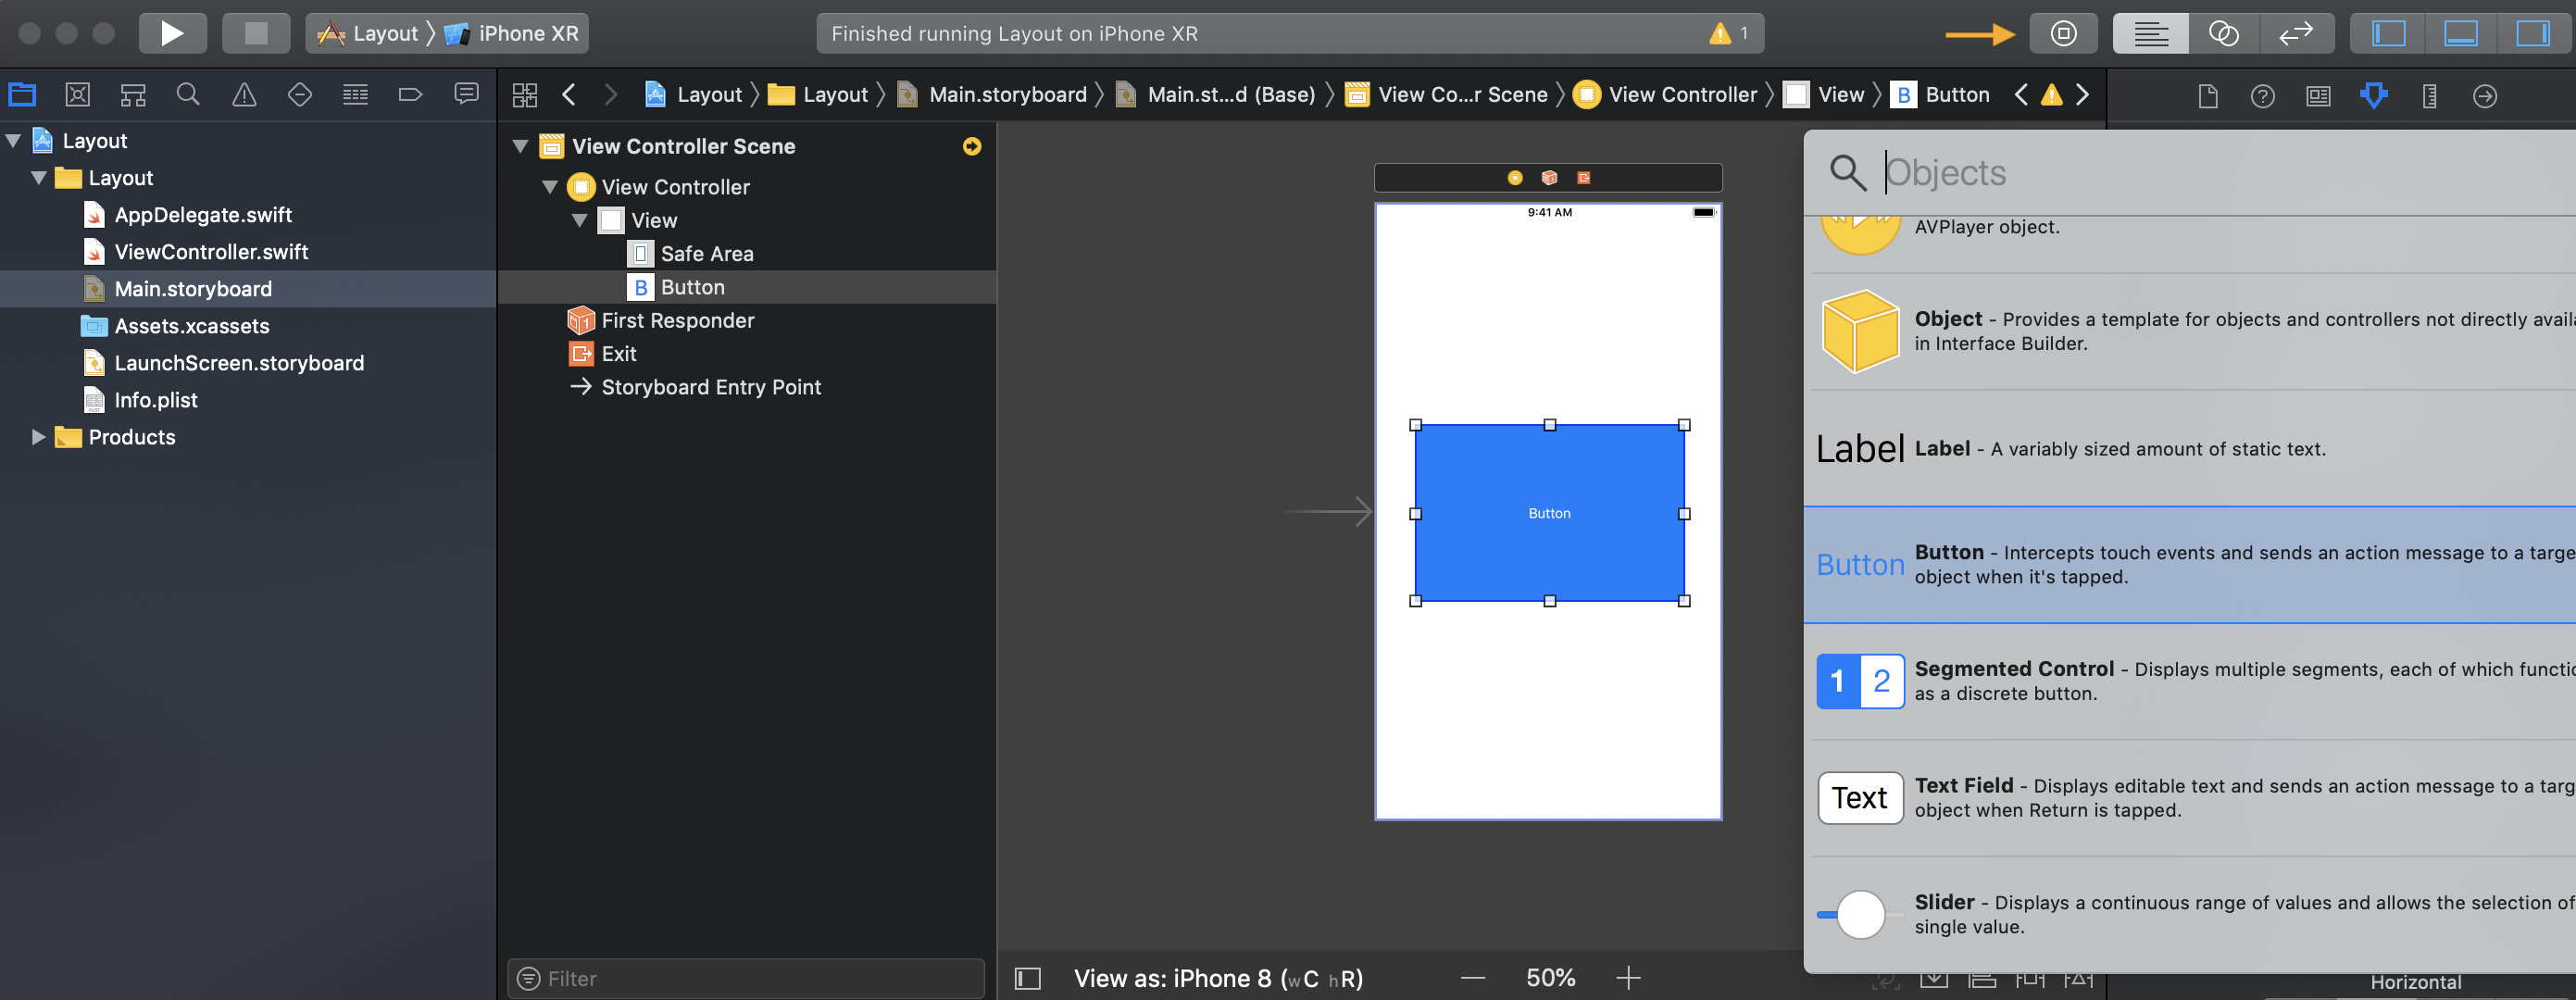 Layout 〉 iPhone XR
Finished running Layout on iPhone XR
1
Layout 〉 Layout 〉 Main.storyboard 〉 Main.st...d (Base) 〉 View Co...r Scene 〉 View Controller 〉 View 〉 B Button
Layout
Layout
AppDelegate.swift
ViewController.swift
Main.storyboard
Assets.xcassets
LaunchScreen.storyboard
Info.plist
Products
View Controller Scene
View Controller
View
Safe Area
B Button
First Responder
Exit
Storyboard Entry Point
Filter
9:41 AM
Button
View as: iPhone 8 (wC hR)
50%
Objects
AVPlayer object.
Object - Provides a template for objects and controllers not directly availa
in Interface Builder.
Label
Label - A variably sized amount of static text.
Button
Button - Intercepts touch events and sends an action message to a targe
object when it's tapped.
1 2
Segmented Control - Displays multiple segments, each of which functio
as a discrete button.
Text
Text Field - Displays editable text and sends an action message to a targ
object when Return is tapped.
Slider - Displays a continuous range of values and allows the selection of
single value.
Horizontal